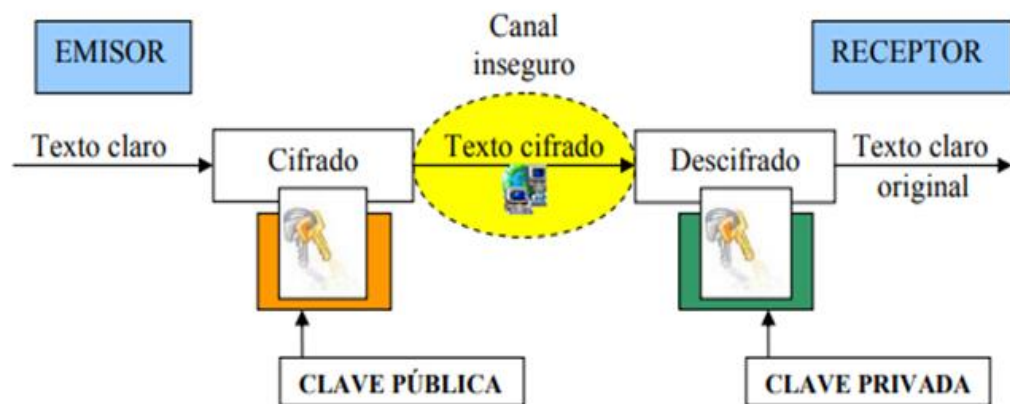 EMISOR
Canal
inseguro
RECEPTOR
Texto claro
Cifrado
Texto cifrado
Descifrado
Texto claro
original
CLAVE PÚBLICA
CLAVE PRIVADA